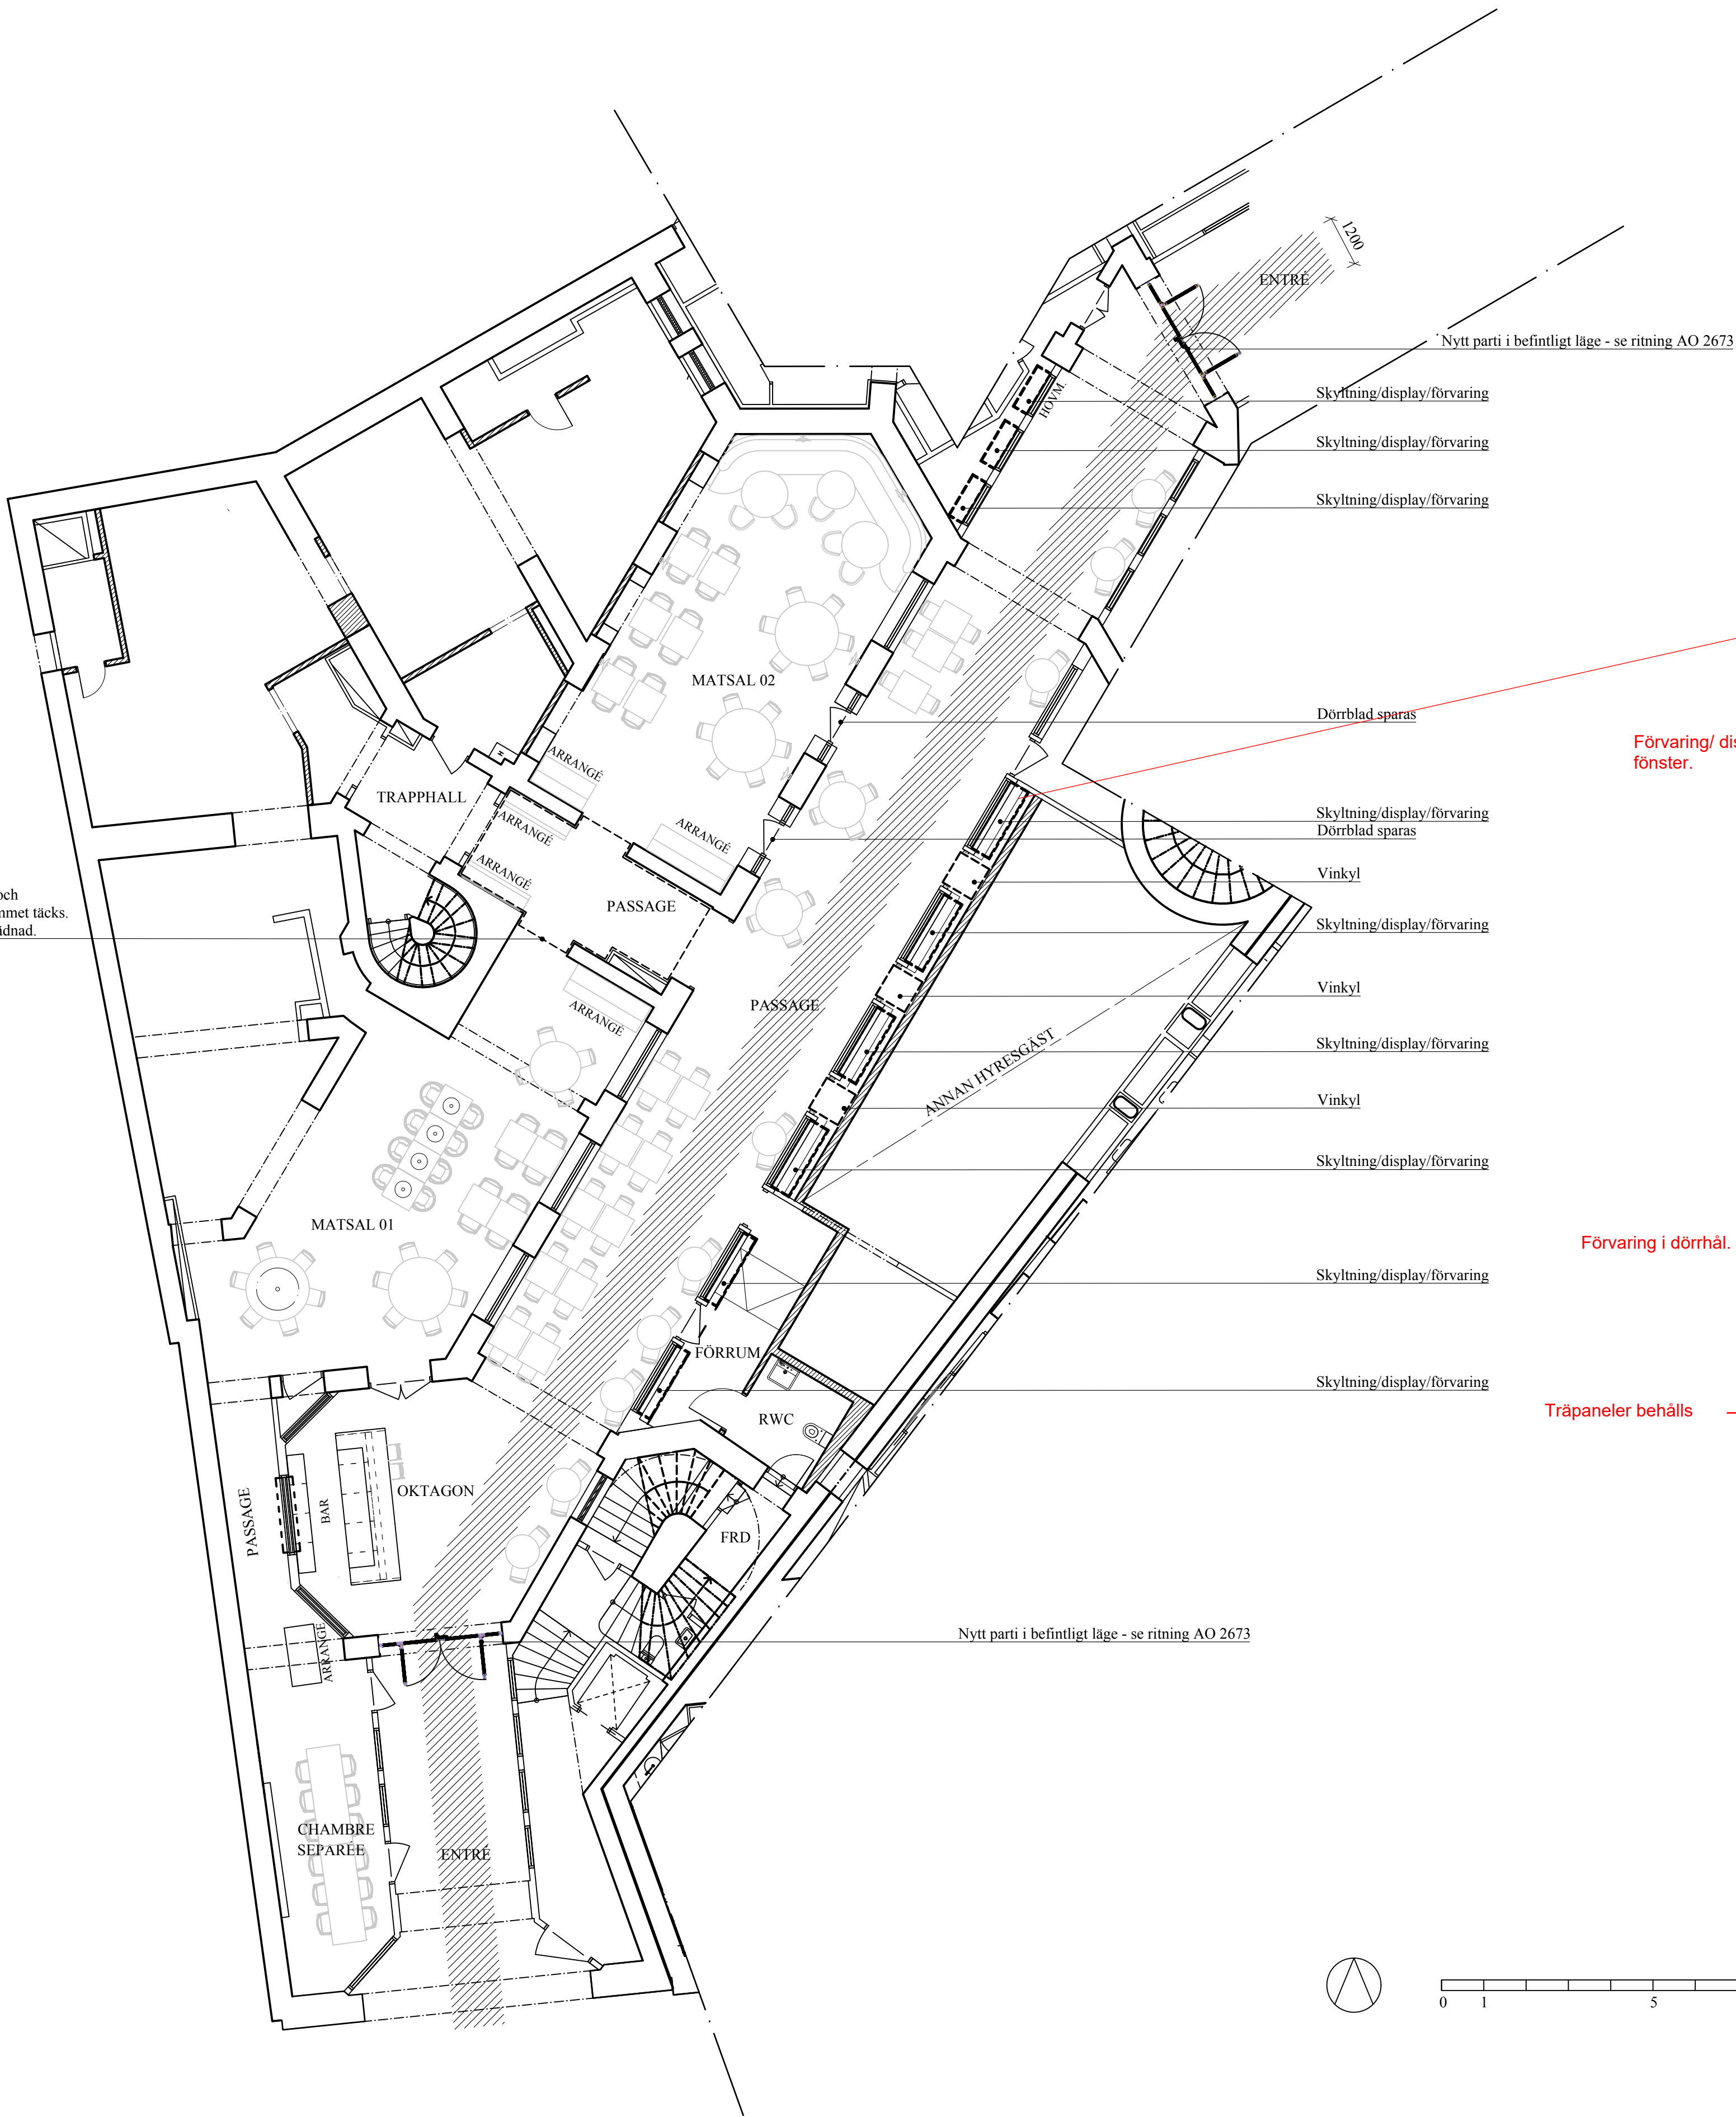 1200
ENTRÉ
Nytt parti i befintligt läge - se ritning AO 2673
Skyltning/display/förvaring
HOVM.
Skyltning/display/förvaring
Skyltning/display/förvaring
MATSAL 02
Dörrblad sparas
Förvaring/ dis
fönster.
ARRANGÉ
TRAPPHALL
ARRANGÉ
ARRANGÉ
Skyltning/display/förvaring
Dörrblad sparas
ARRANGÉ
Vinkyl
och
mmet täcks.
ädnad.
PASSAGE
Skyltning/display/förvaring
Vinkyl
PASSAGE
ARRANGÉ
ANNAN HYRESGÄST
Skyltning/display/förvaring
Vinkyl
Skyltning/display/förvaring
MATSAL 01
Förvaring i dörrhål.
Skyltning/display/förvaring
FÖRRUM
Skyltning/display/förvaring
RWC
Träpaneler behålls
OKTAGON
BAR
PASSAGE
FRD
Nytt parti i befintligt läge - se ritning AO 2673
ARRANGE
CHAMBRE
SEPARÉE
ENTRÉ
0 1 5